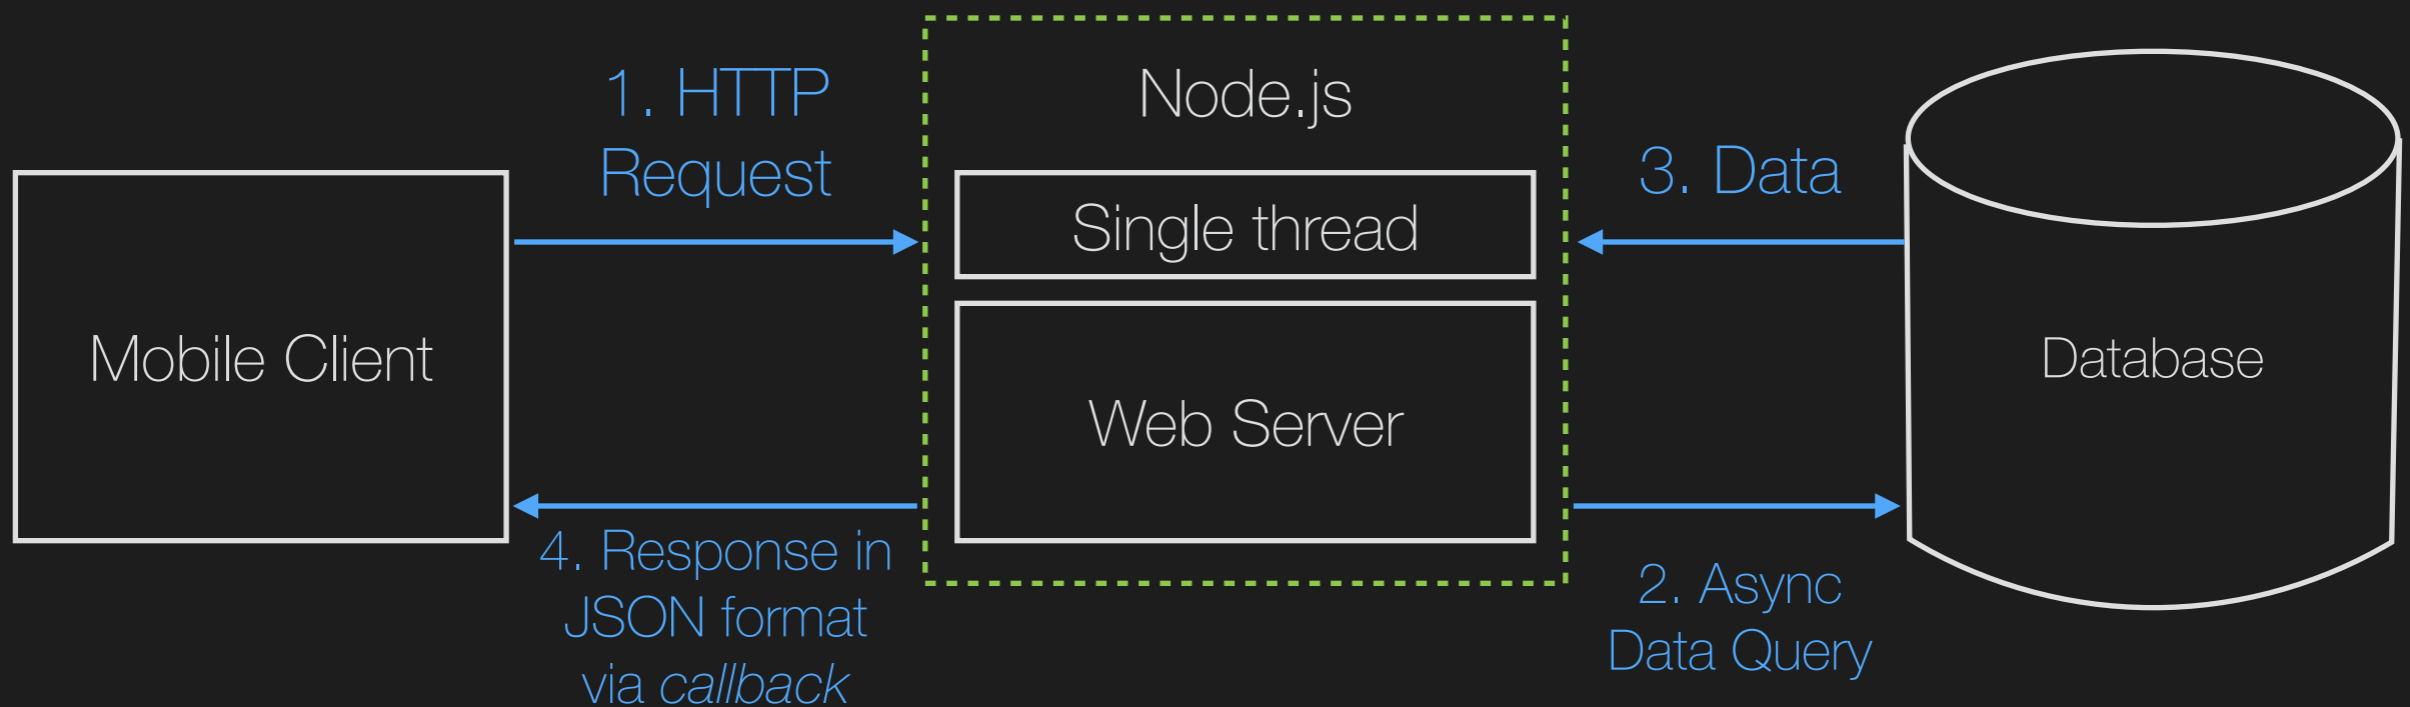 Mobile Client
1. HTTP
Request
4. Response in
JSON format
via callback
Node.js
Single thread
Web Server
3. Data
2. Async
Data Query
Database